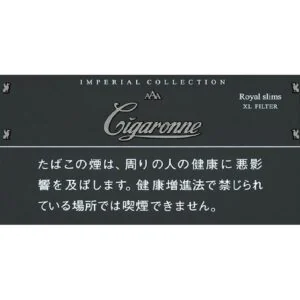 IMPERIAL COLLECTION
Cigaronne
Royal slims
XL FILTER
たばこの煙は、周りの人の健康に悪影
響を及ぼします。健康増進法で禁じられ
ている場所では喫煙できません。